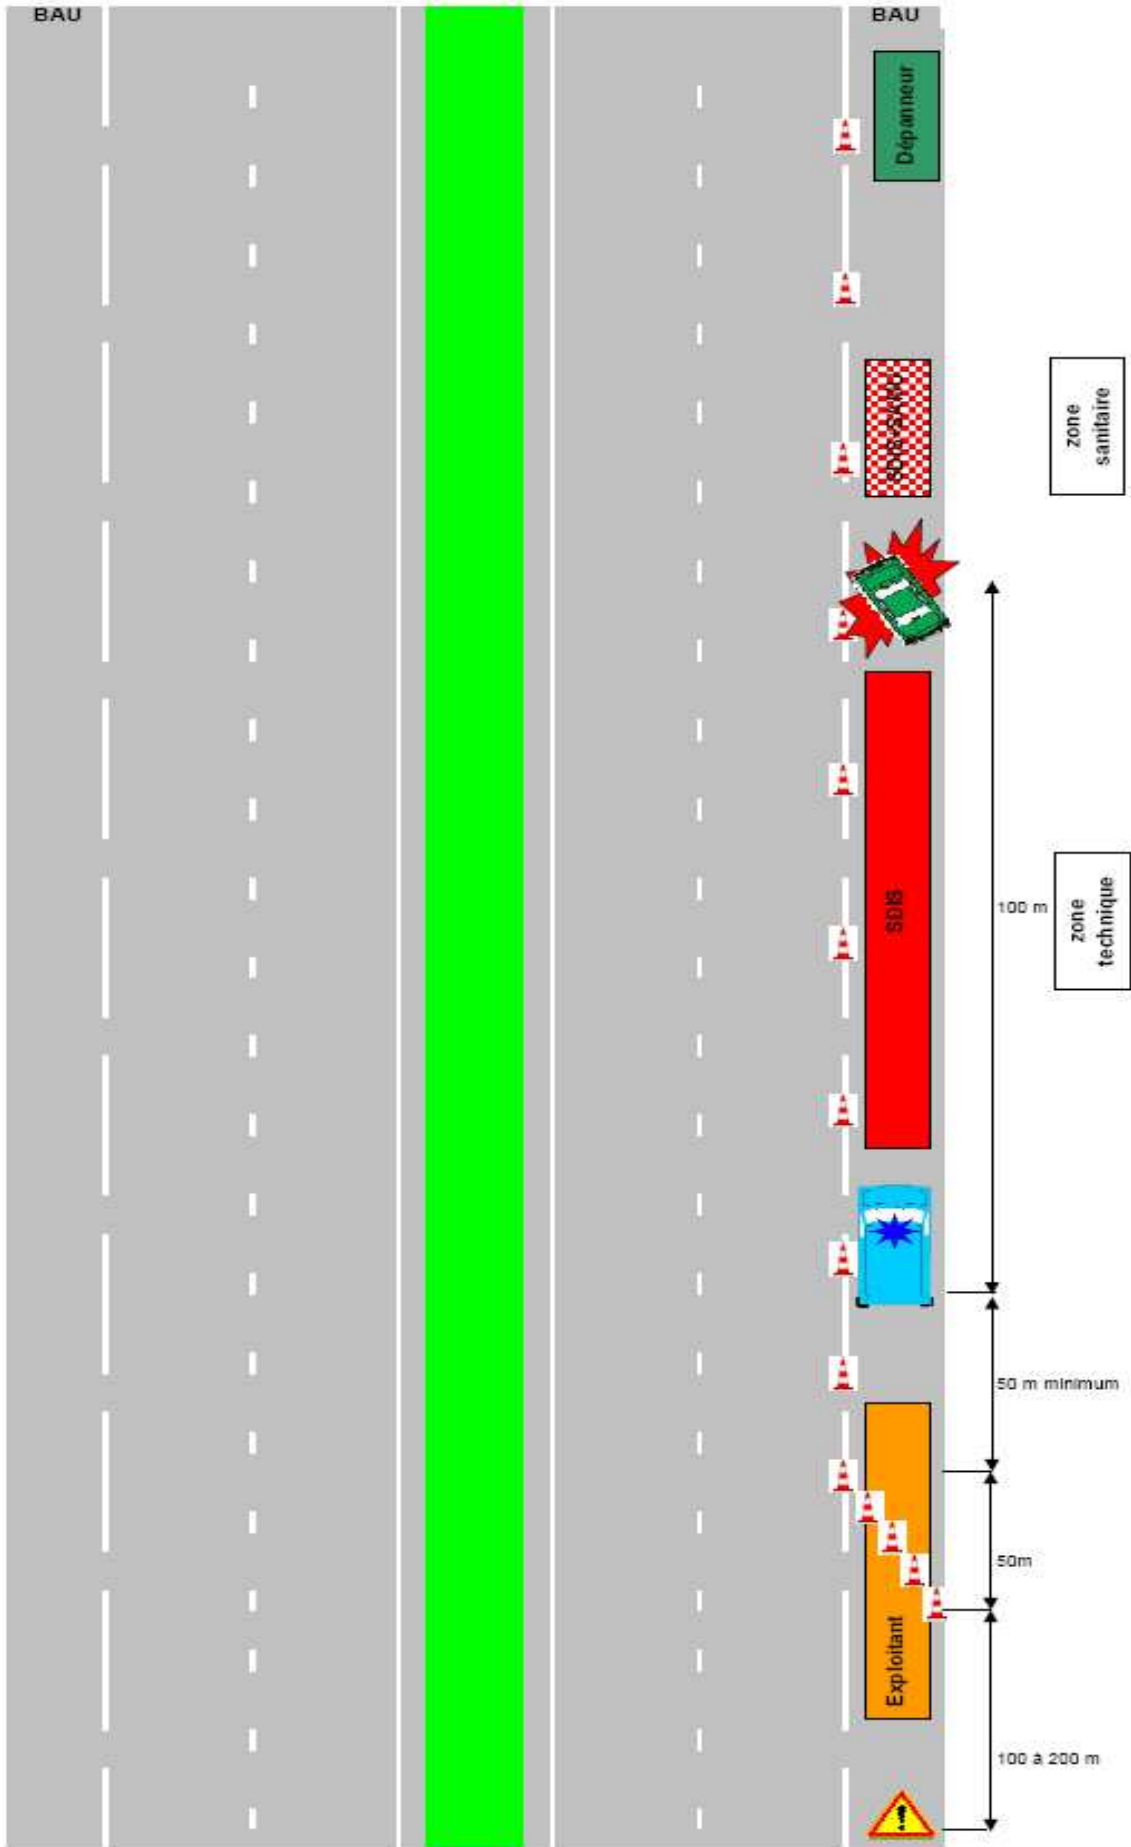 BAU
BAU
Dépanneur
SDIS+SAMU
zone
sanitaire
SDIS
100 m
zone
technique
50 m minimum
50m
Exploitant
100 à 200 m